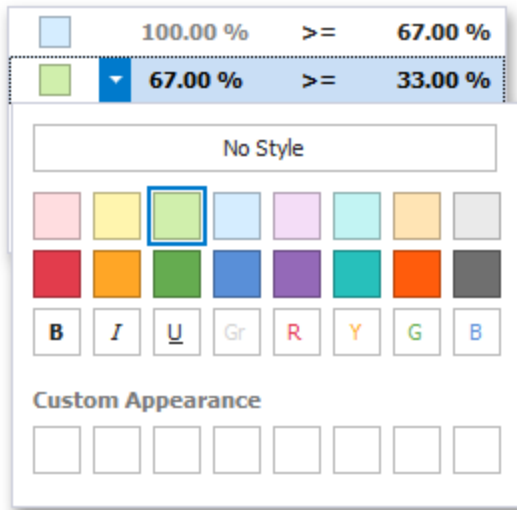 100.00 % >= 67.00 %
67.00 % >= 33.00 %
No Style
B I U Gr R Y G B
Custom Appearance